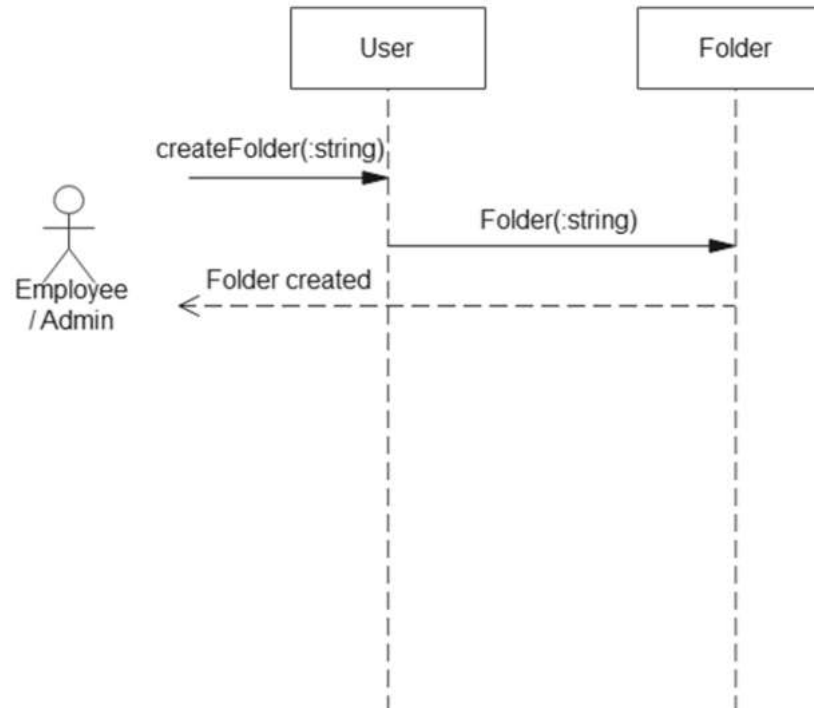 User
Folder
createFolder(:string)
Folder(:string)
Folder created
Employee
/ Admin